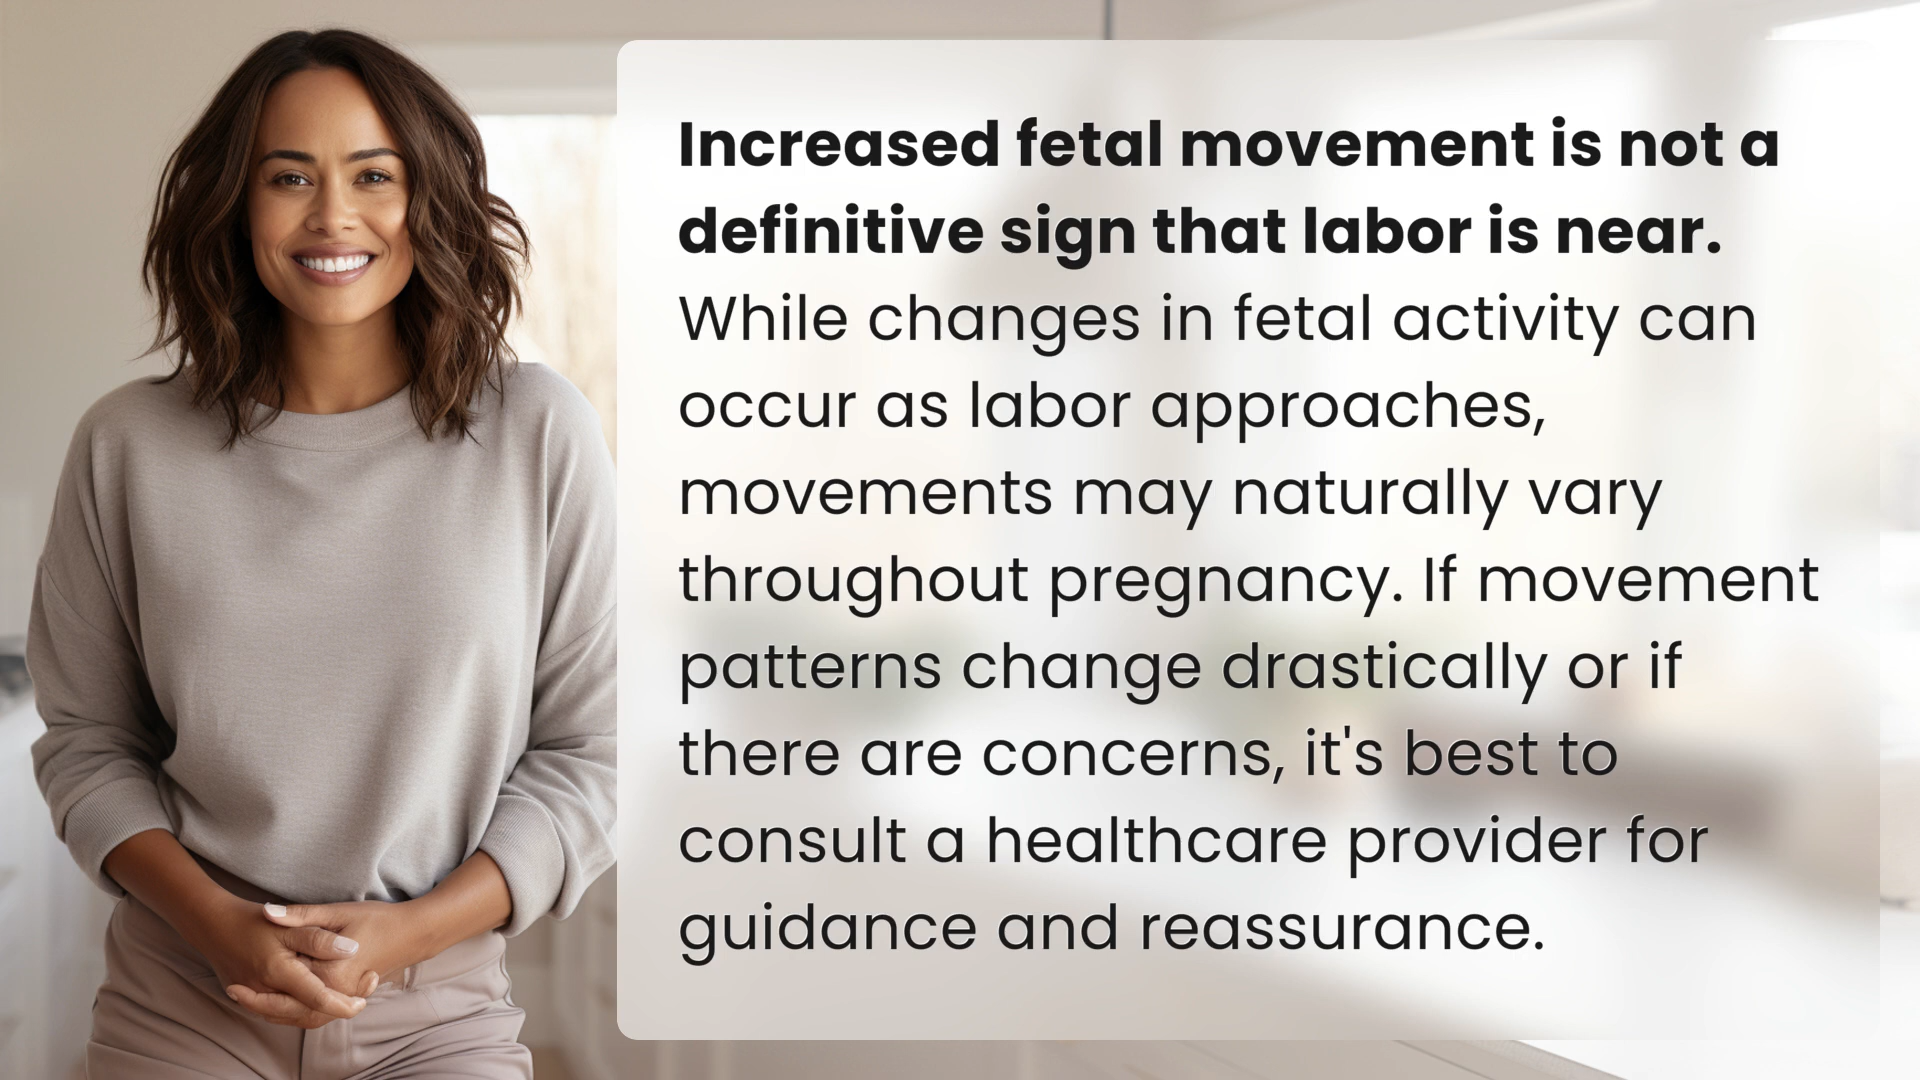 Increased fetal movement is not a
definitive sign that labor is near.
While changes in fetal activity can
occur as labor approaches,
movements may naturally vary
throughout pregnancy. If movement
patterns change drastically or if
there are concerns, it's best to
consult a healthcare provider for
guidance and reassurance.